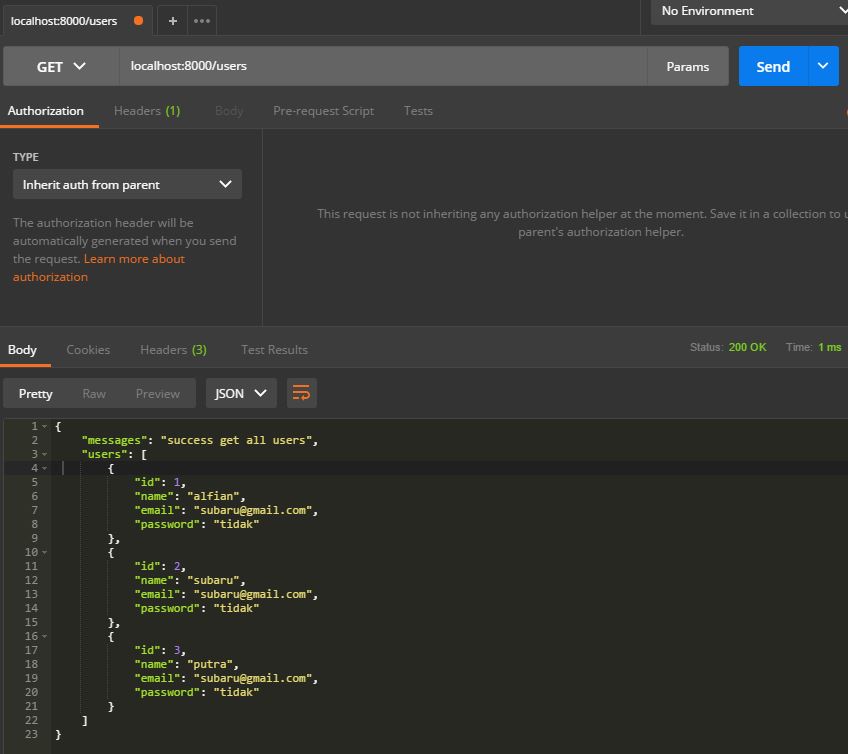 localhost:8000/users
No Environment
GET
localhost:8000/users
Params
Send
Authorization
Headers (1)
Body
Pre-request Script
Tests
TYPE
Inherit auth from parent
The authorization header will be
automatically generated when you send
the request. Learn more about
authorization
This request is not inheriting any authorization helper at the moment. Save it in a collection to
parent's authorization helper.
Body
Cookies
Headers (3)
Test Results
Status: 200 OK
Time: 1 ms
Pretty
Raw
Preview
JSON
1 {
2 "messages": "success get all users",
3 "users": [
4 {
5 "id": 1,
6 "name": "alfian",
7 "email": "subaru@gmail.com",
8 "password": "tidak"
9 },
10 {
11 "id": 2,
12 "name": "subaru",
13 "email": "subaru@gmail.com",
14 "password": "tidak"
15 },
16 {
17 "id": 3,
18 "name": "putra",
19 "email": "subaru@gmail.com",
20 "password": "tidak"
21 }
22 ]
23 }